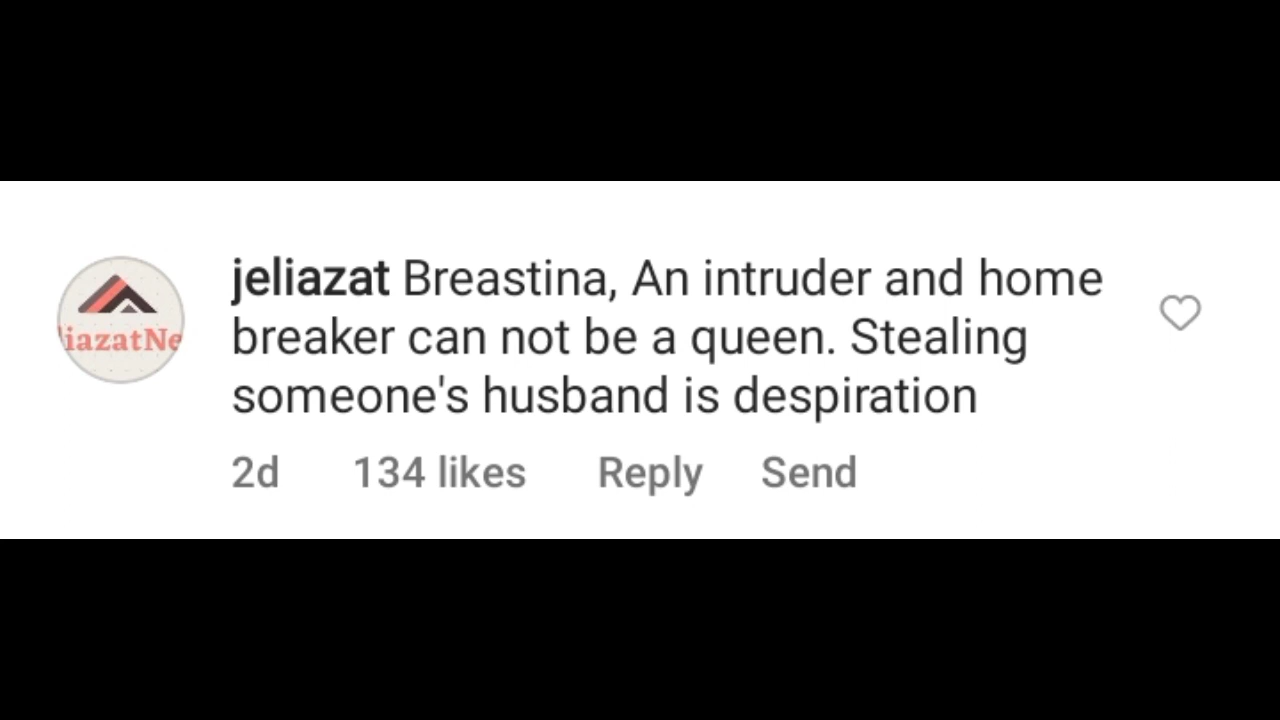 jeliazat Breastina, An intruder and home
breaker can not be a queen. Stealing
someone's husband is despiration
2d 134 likes Reply Send
iazatNe